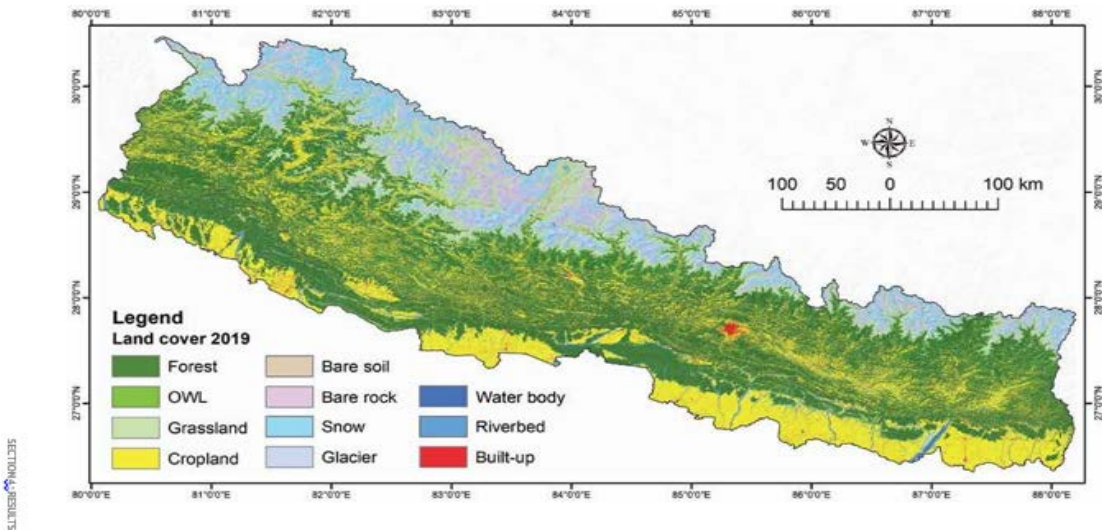 80°0'0"E 81°0'0"E 82°0'0"E 83°0'0"E 84°0'0"E 85°0'0"E 86°0'0"E 87°0'0"E 88°0'0"E
30°0'0"N 30°0'0"N
N
W E
S
29°0'0"N 29°0'0"N
100 50 0 100 km
28°0'0"N 28°0'0"N
Legend
Land cover 2019
Forest Bare soil
OWL Bare rock Water body
Grassland Snow Riverbed
Cropland Glacier Built-up
27°0'0"N 27°0'0"N
80°0'0"E 81°0'0"E 82°0'0"E 83°0'0"E 84°0'0"E 85°0'0"E 86°0'0"E 87°0'0"E 88°0'0"E
SECTION 4 - RESULTS